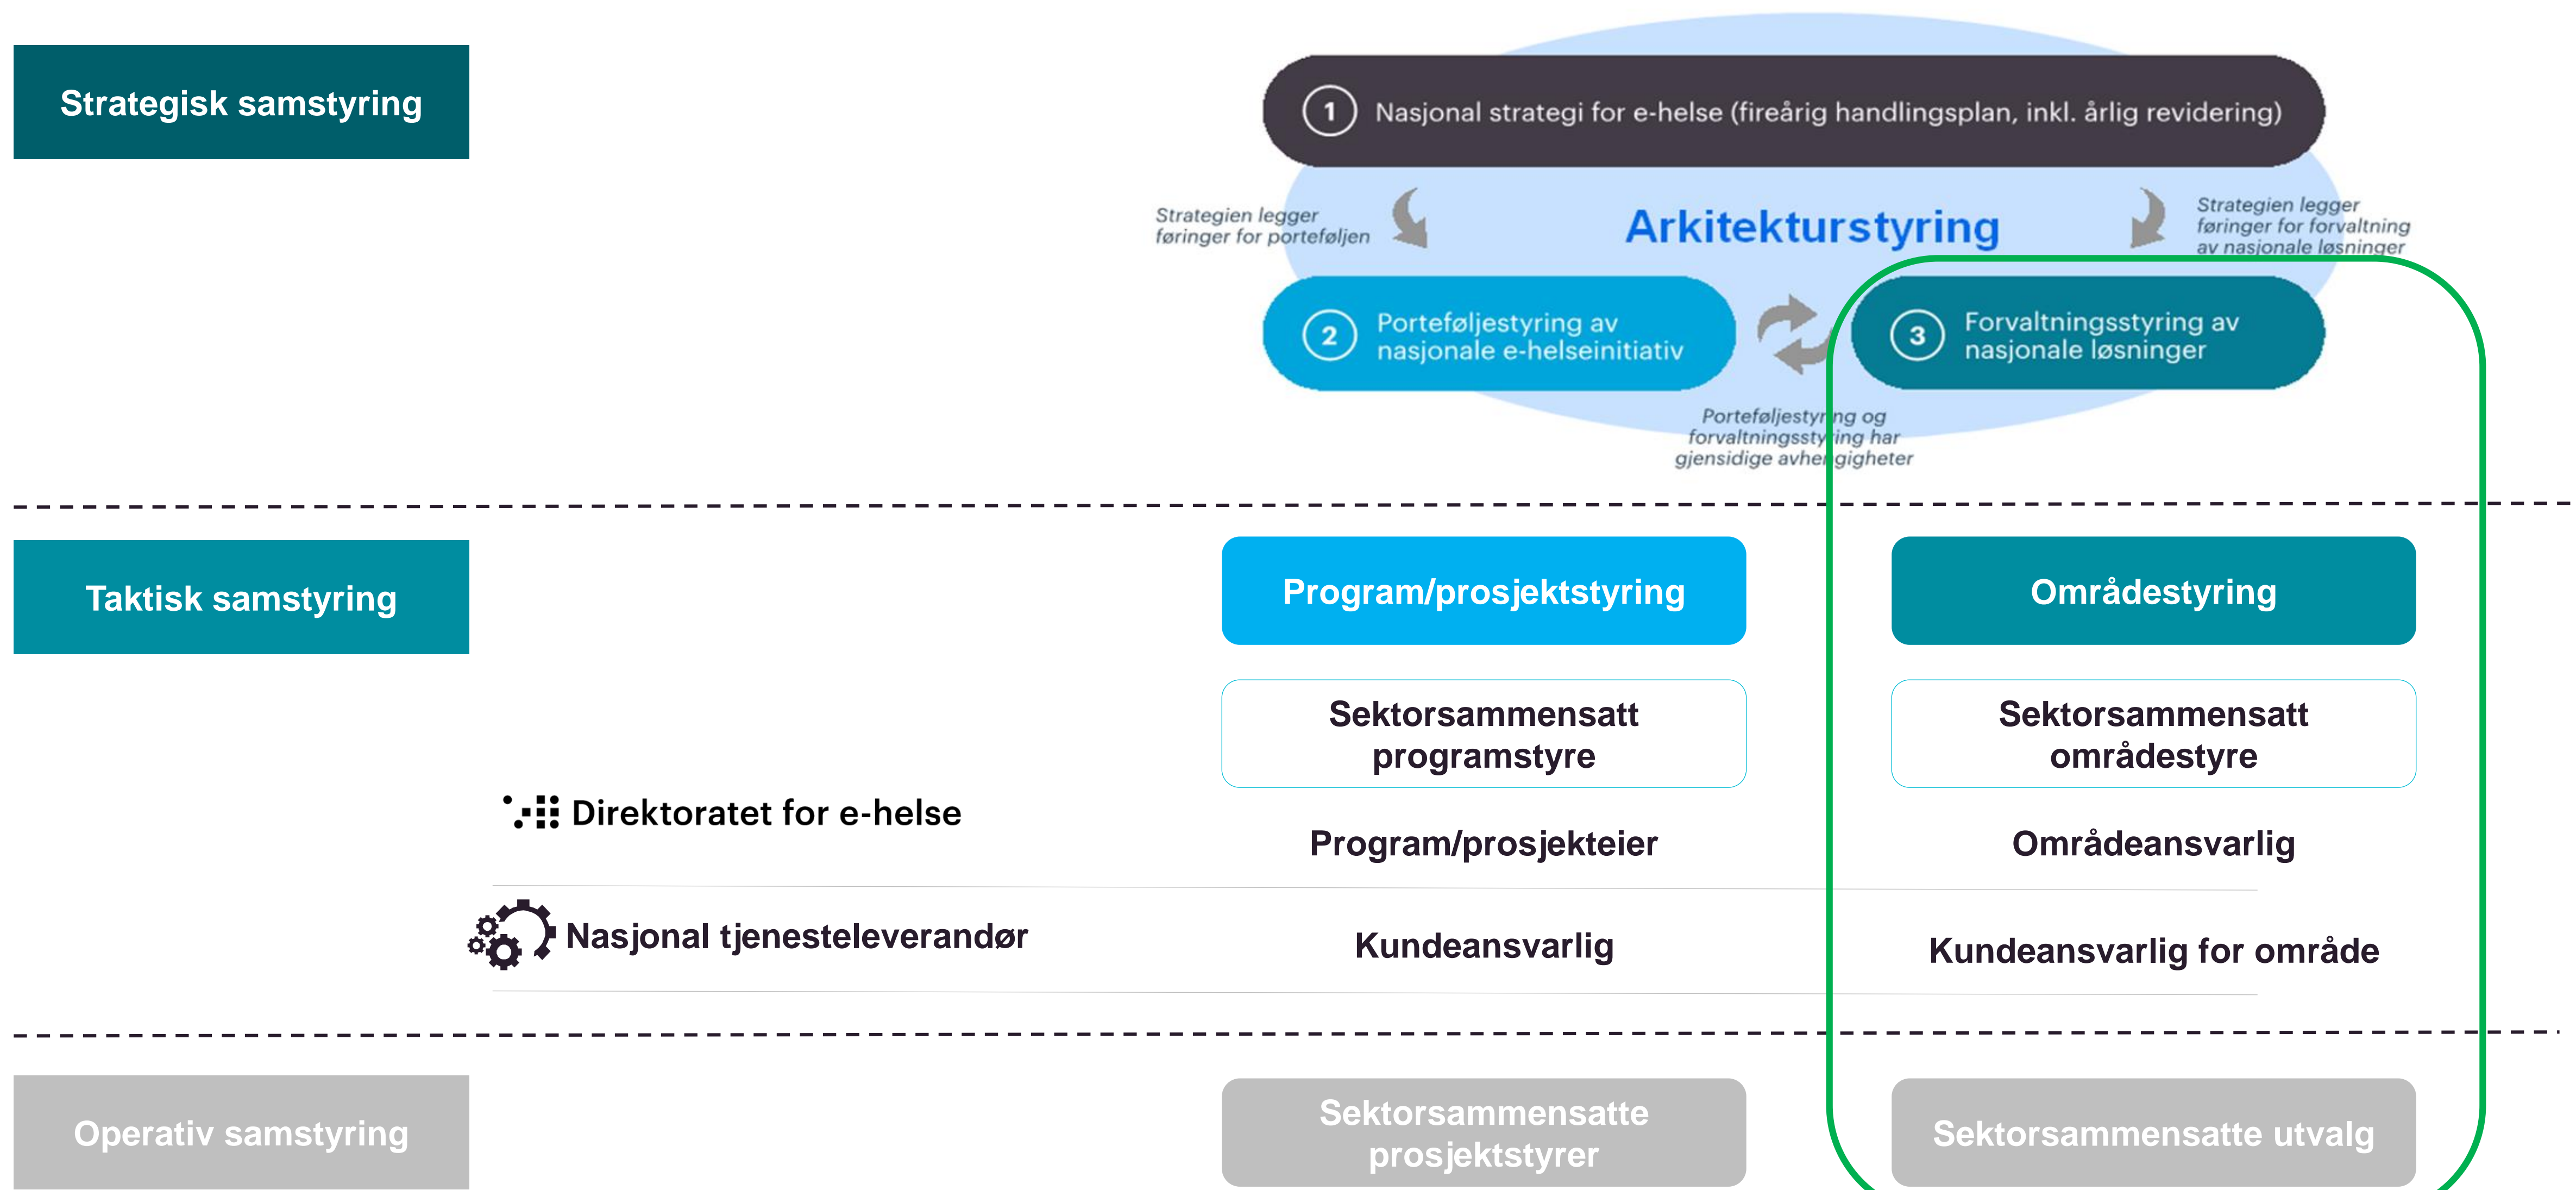 Strategisk samstyring
1 Nasjonal strategi for e-helse (fireårig handlingsplan, inkl. årlig revidering)
Strategien legger
føringer for porteføljen
Arkitekturstyring
Strategien legger
føringer for forvaltning
av nasjonale løsninger
2 Porteføljestyring av
nasjonale e-helseinitiativ
3 Forvaltningsstyring av
nasjonale løsninger
Porteføljestyring og
forvaltningsstyring har
gjensidige avhengigheter
Taktisk samstyring
Program/prosjektstyring
Områdestyring
Sektorsammensatt
programstyre
Sektorsammensatt
områdestyre
Direktoratet for e-helse
Program/prosjekteier
Områdeansvarlig
Nasjonal tjenesteleverandør
Kundeansvarlig
Kundeansvarlig for område
Operativ samstyring
Sektorsammensatte
prosjektstyrer
Sektorsammensatte utvalg